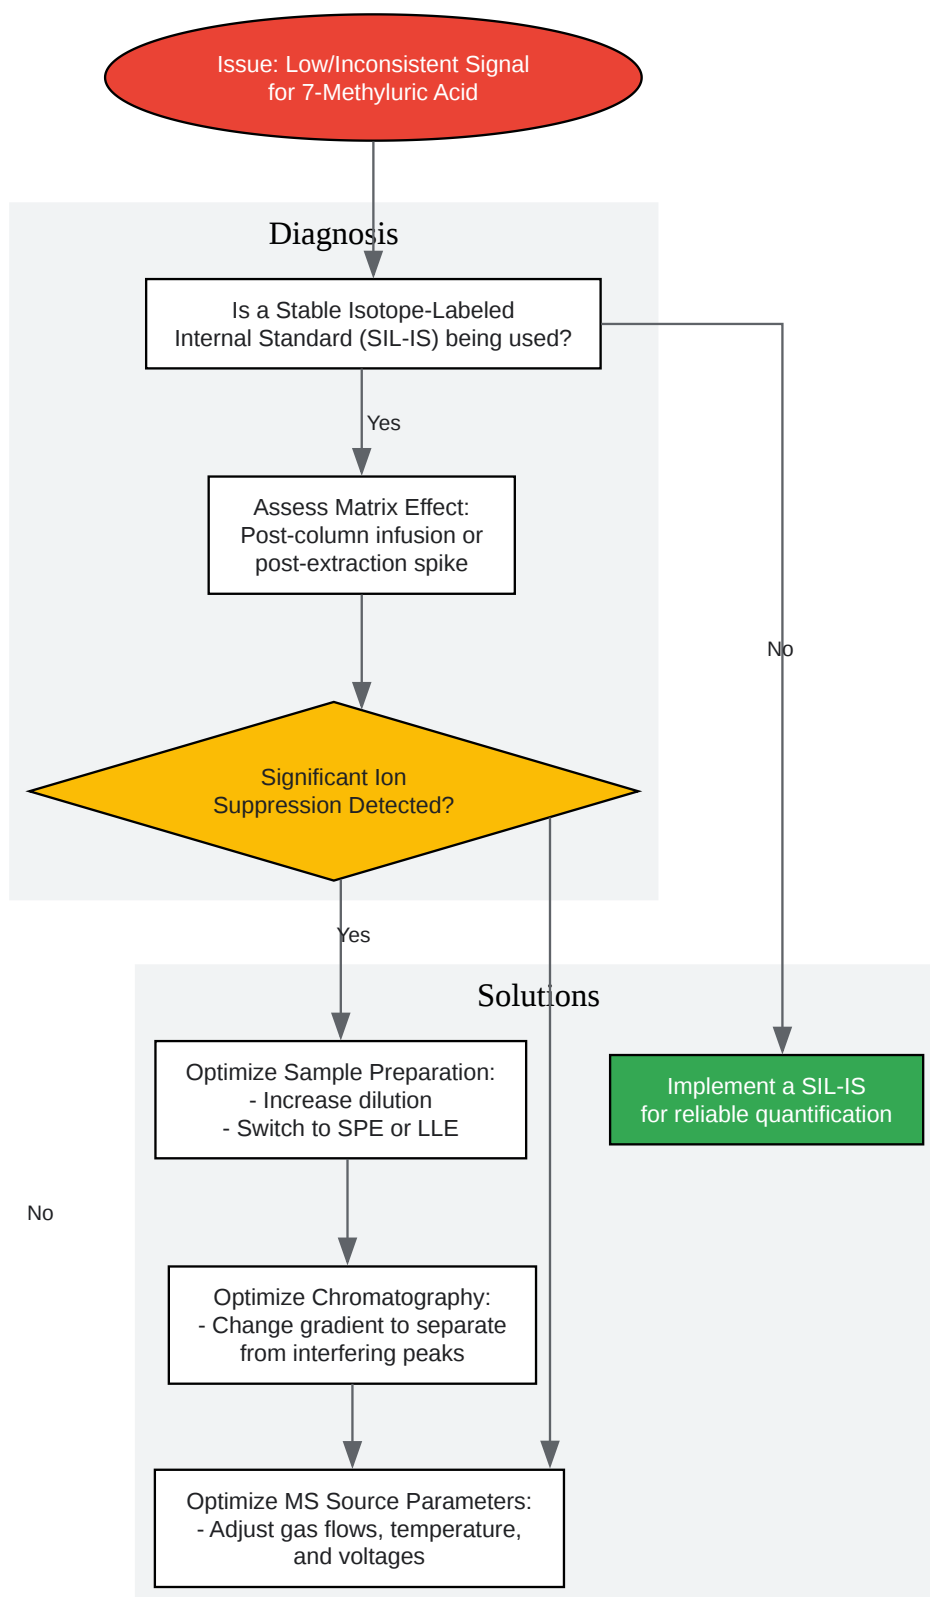 Issue: Low/Inconsistent Signal
for 7-Methyluric Acid
Diagnosis
Is a Stable Isotope-Labeled
Internal Standard (SIL-IS) being used?
Yes
Assess Matrix Effect:
Post-column infusion or
post-extraction spike
No
Significant Ion
Suppression Detected?
Yes
Solutions
Optimize Sample Preparation:
- Increase dilution
- Switch to SPE or LLE
Implement a SIL-IS
for reliable quantification
No
Optimize Chromatography:
- Change gradient to separate
from interfering peaks
Optimize MS Source Parameters:
- Adjust gas flows, temperature,
and voltages